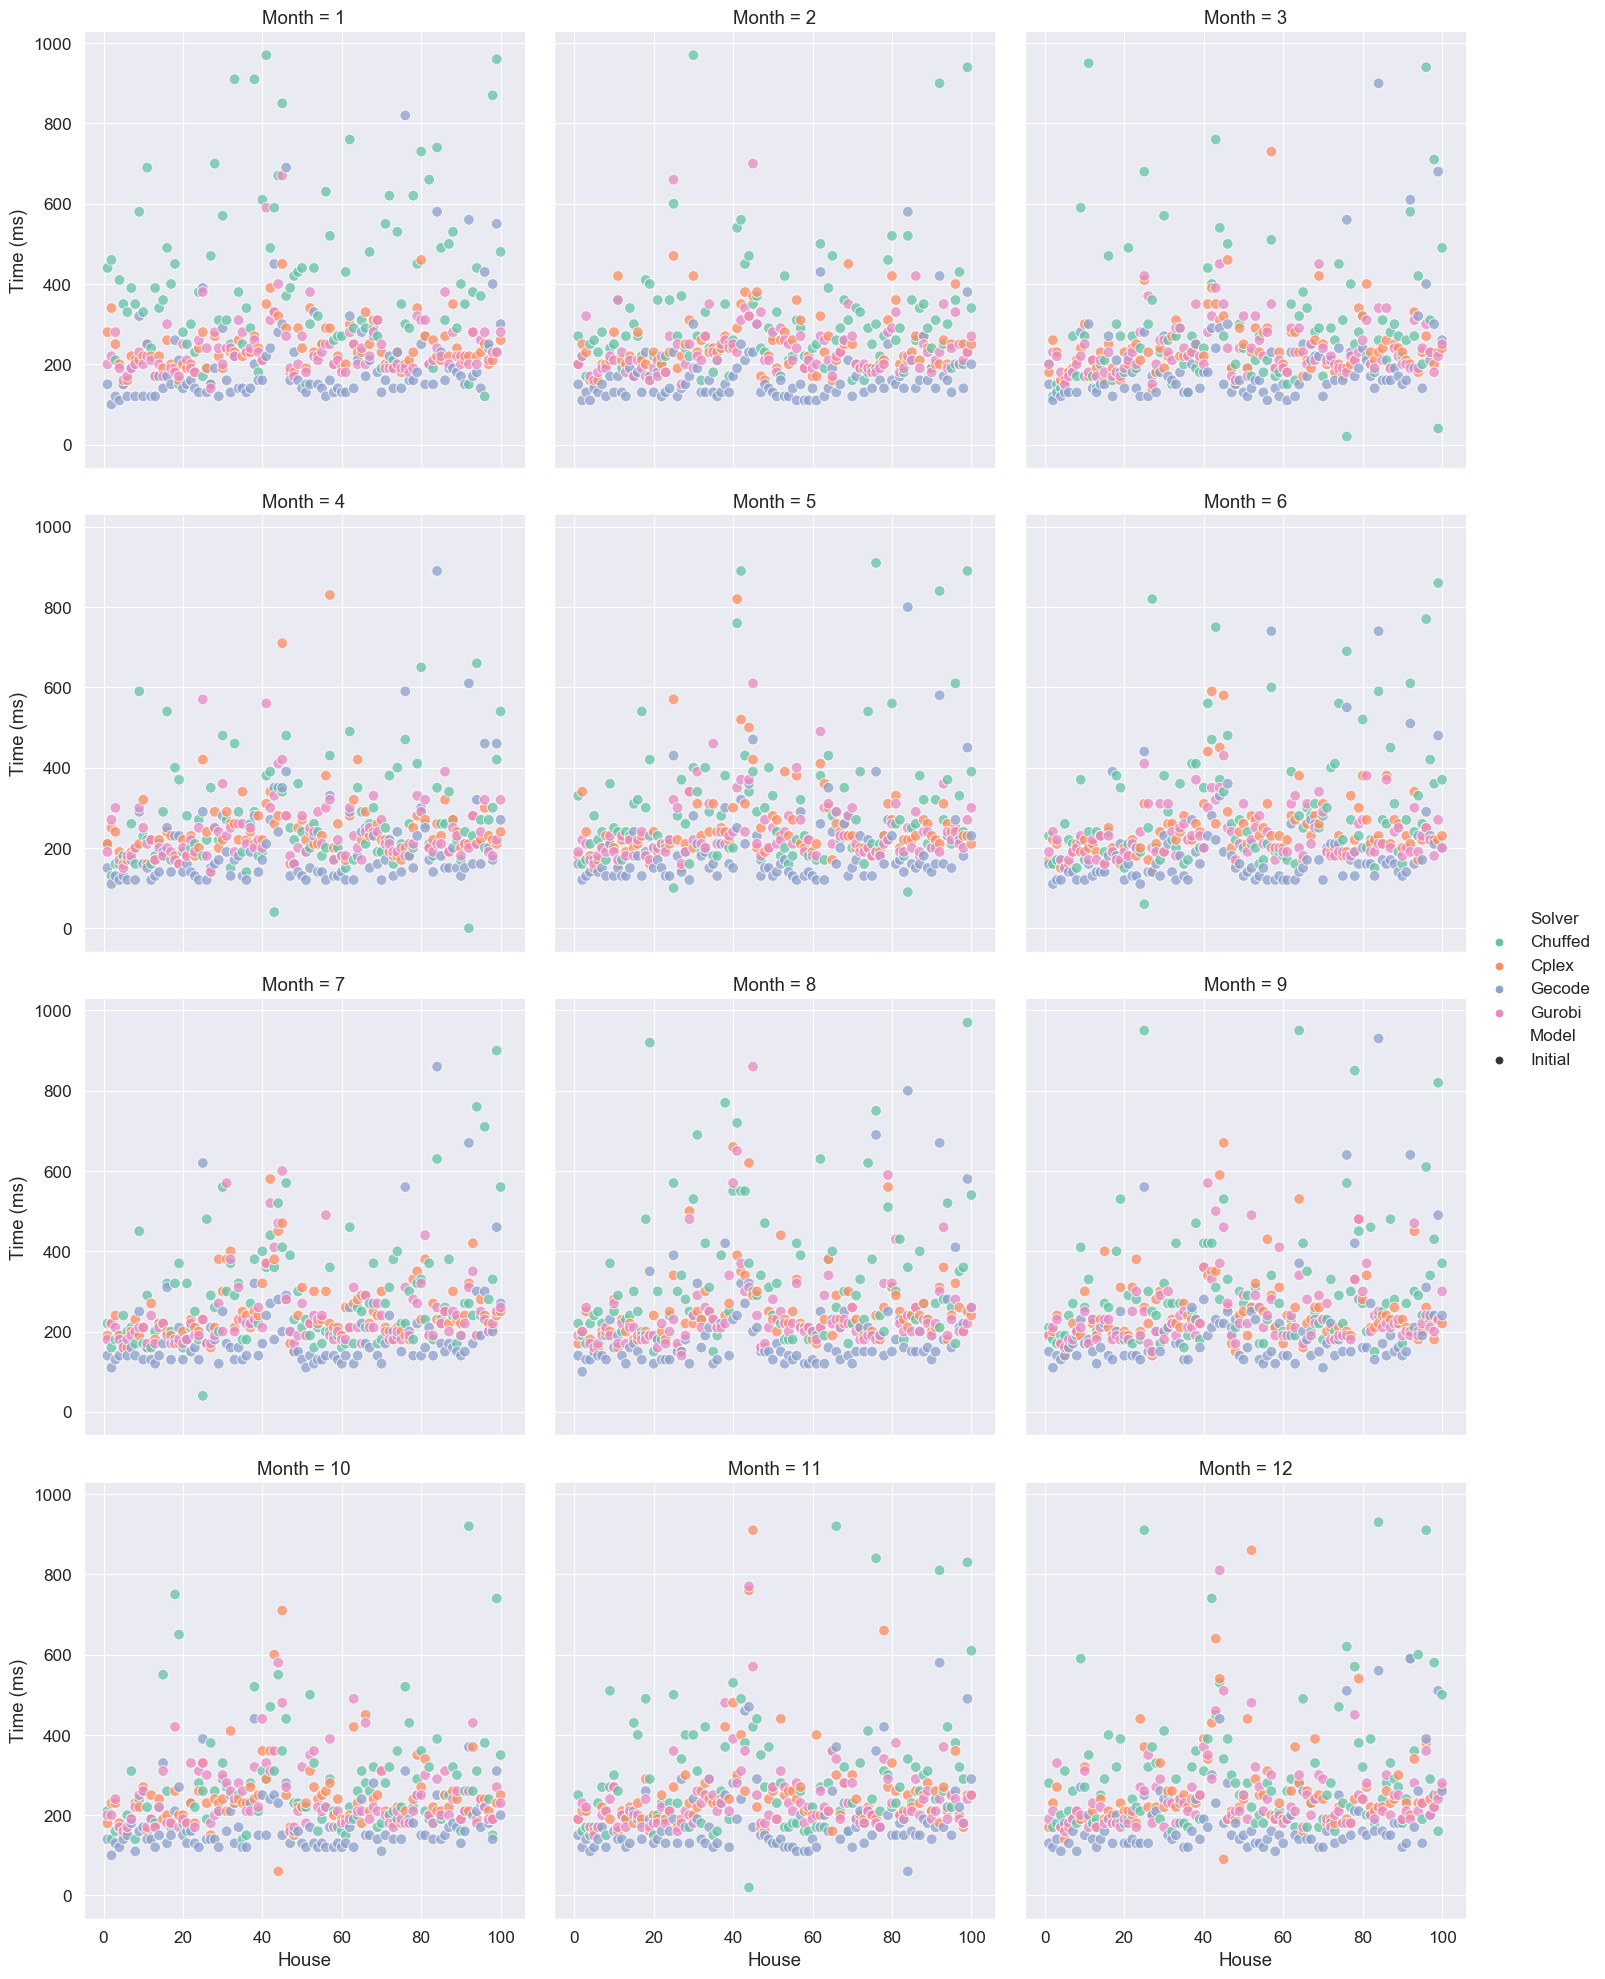 Month = 1
Month = 2
Month = 3
1000
800
600
400
200
0
Time (ms)
Month = 4
Month = 5
Month = 6
1000
800
600
400
200
0
Time (ms)
Solver
Chuffed
Cplex
Gecode
Gurobi
Model
Initial
Month = 7
Month = 8
Month = 9
1000
800
600
400
200
0
Time (ms)
Month = 10
Month = 11
Month = 12
1000
800
600
400
200
0
Time (ms)
0 20 40 60 80 100
0 20 40 60 80 100
0 20 40 60 80 100
House
House
House